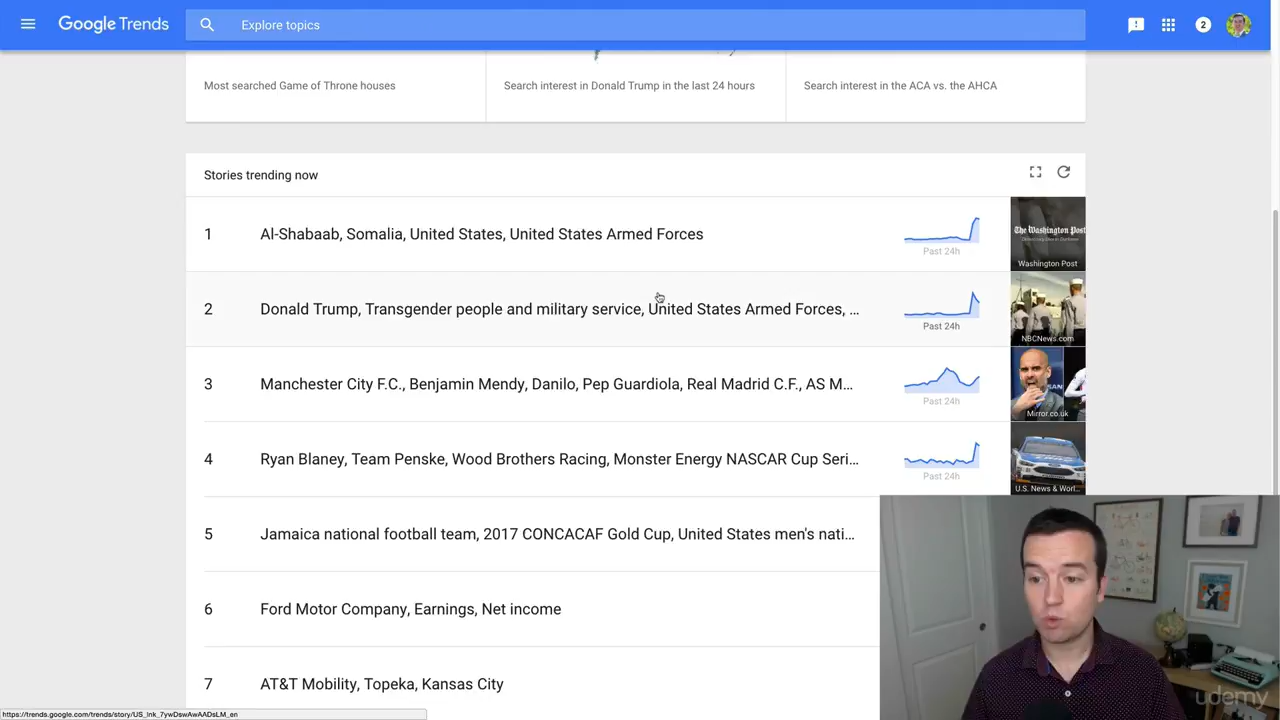 Google Trends
Explore topics
2
Most searched Game of Throne houses
Search interest in Donald Trump in the last 24 hours
Search interest in the ACA vs. the AHCA
Stories trending now
1 Al-Shabaab, Somalia, United States, United States Armed Forces
Past 24h
The Washington Post
Washington Post
2 Donald Trump, Transgender people and military service, United States Armed Forces, ...
Past 24h
NBCNews.com
3 Manchester City F.C., Benjamin Mendy, Danilo, Pep Guardiola, Real Madrid C.F., AS M...
Past 24h
Mirror.co.uk
4 Ryan Blaney, Team Penske, Wood Brothers Racing, Monster Energy NASCAR Cup Seri...
Past 24h
U.S. News & Worl...
5 Jamaica national football team, 2017 CONCACAF Gold Cup, United States men's nati...
6 Ford Motor Company, Earnings, Net income
7 AT&T Mobility, Topeka, Kansas City
udemy